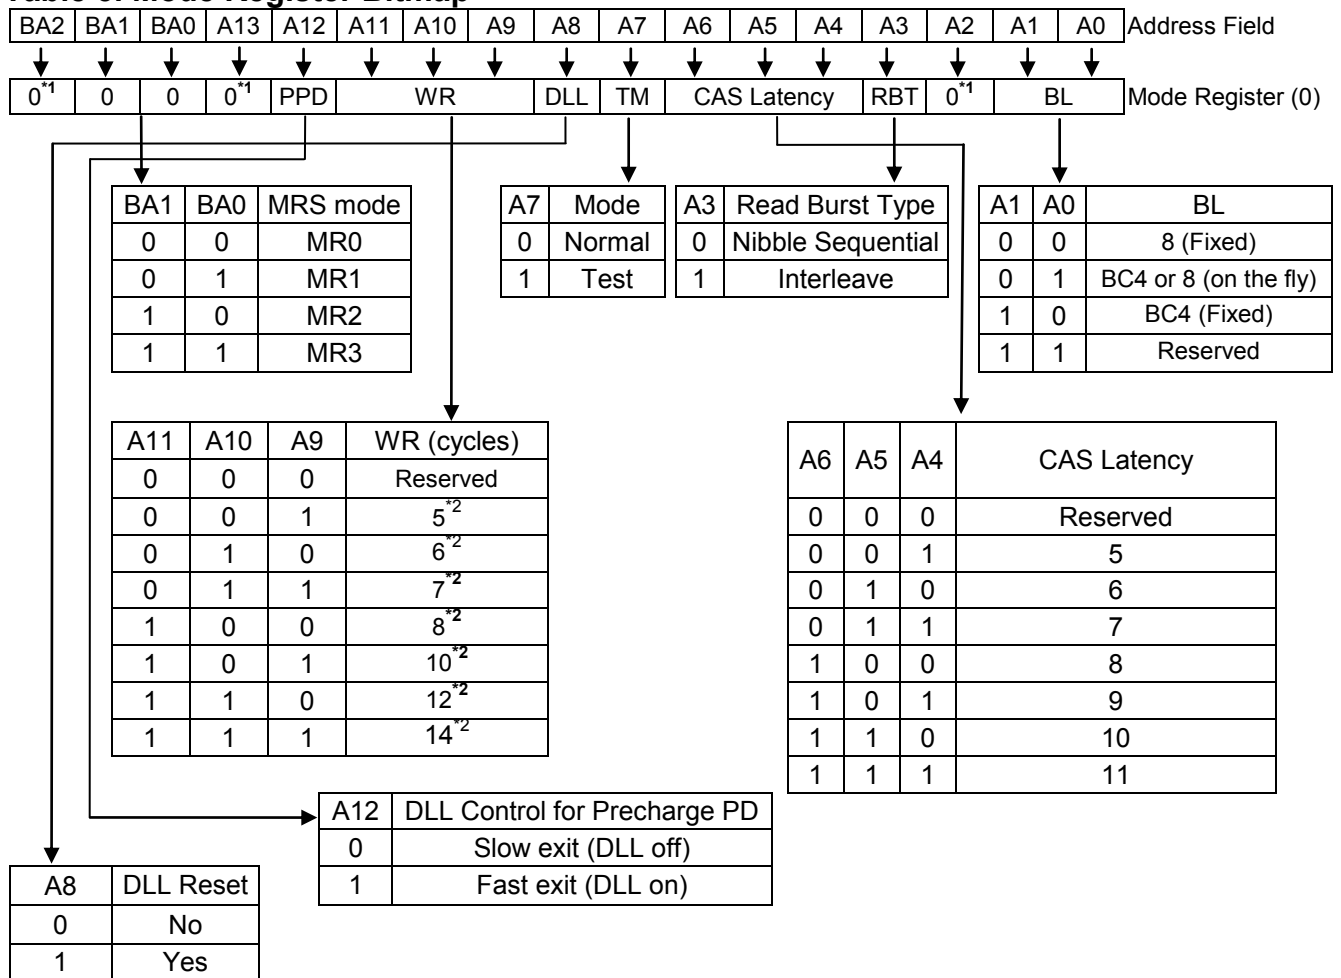 BA2 BA1 BA0 A13 A12 A11 A10 A9 A8 A7 A6 A5 A4 A3 A2 A1 A0 Address Field
0*1 0 0 0*1 PPD WR DLL TM CAS Latency RBT 0*1 BL Mode Register (0)
BA1 BA0 MRS mode
0 0 MR0
0 1 MR1
1 0 MR2
1 1 MR3
A7 Mode
0 Normal
1 Test
A3 Read Burst Type
0 Nibble Sequential
1 Interleave
A1 A0 BL
0 0 8 (Fixed)
0 1 BC4 or 8 (on the fly)
1 0 BC4 (Fixed)
1 1 Reserved
A11 A10 A9 WR (cycles)
0 0 0 Reserved
0 0 1 5*2
0 1 0 6*2
0 1 1 7*2
1 0 0 8*2
1 0 1 10*2
1 1 0 12*2
1 1 1 14*2
A6 A5 A4 CAS Latency
0 0 0 Reserved
0 0 1 5
0 1 0 6
0 1 1 7
1 0 0 8
1 0 1 9
1 1 0 10
1 1 1 11
A12 DLL Control for Precharge PD
0 Slow exit (DLL off)
1 Fast exit (DLL on)
A8 DLL Reset
0 No
1 Yes